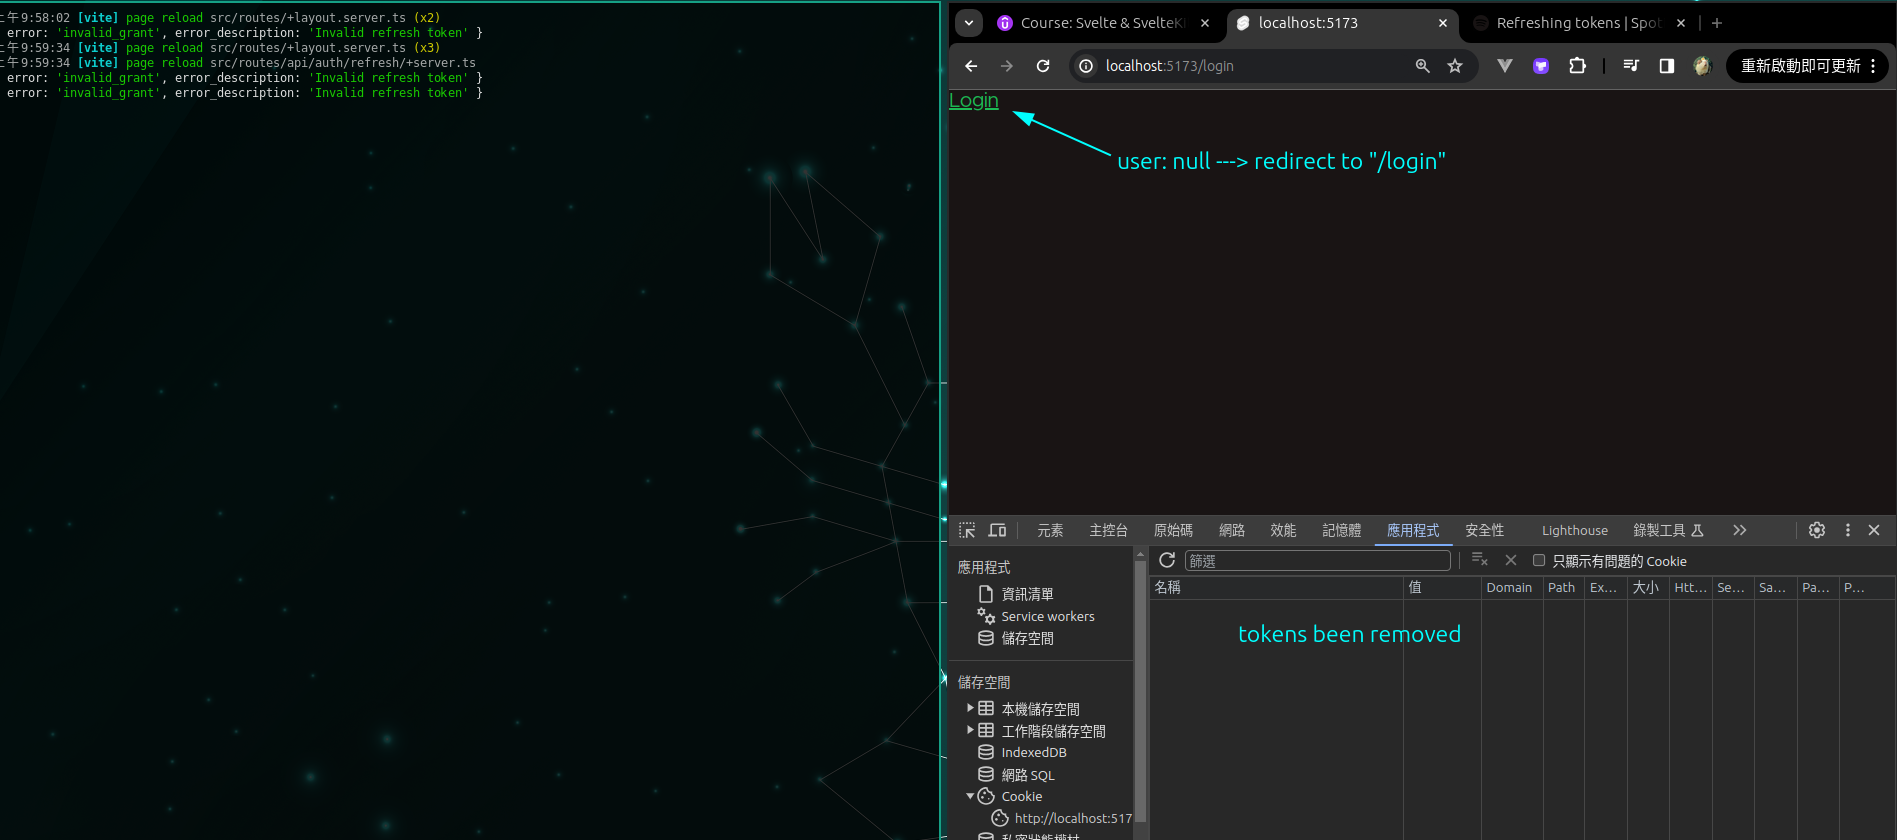 午9:58:02 [vite] page reload src/routes/+layout.server.ts (x2)
error: 'invalid_grant', error_description: 'Invalid refresh token' }
午9:59:34 [vite] page reload src/routes/+layout.server.ts (x3)
午9:59:34 [vite] page reload src/routes/api/auth/refresh/+server.ts
error: 'invalid_grant', error_description: 'Invalid refresh token' }
error: 'invalid_grant', error_description: 'Invalid refresh token' }
Course: Svelte & SvelteK
localhost:5173
Refreshing tokens | Spot
localhost:5173/login
重新啟動即可更新
Login
user: null ---> redirect to "/login"
元素 主控台 原始碼 網路 效能 記憶體 應用程式 安全性 Lighthouse 錄製工具
應用程式
資訊清單
Service workers
儲存空間
儲存空間
本機儲存空間
工作階段儲存空間
IndexedDB
網路 SQL
Cookie
http://localhost:517
私密狀態權杖
篩選
只顯示有問題的 Cookie
名稱 值 Domain Path Ex... 大小 Htt... Se... Sa... Pa... P...
tokens been removed